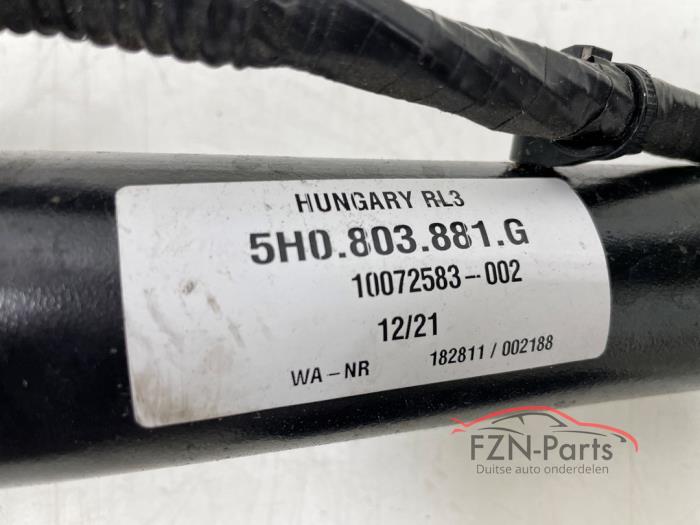 HUNGARY RL3
5H0.803.881.G
10072583-002
12/21
WA-NR 182811 / 002188
FZN-Parts
Duitse auto onderdelen